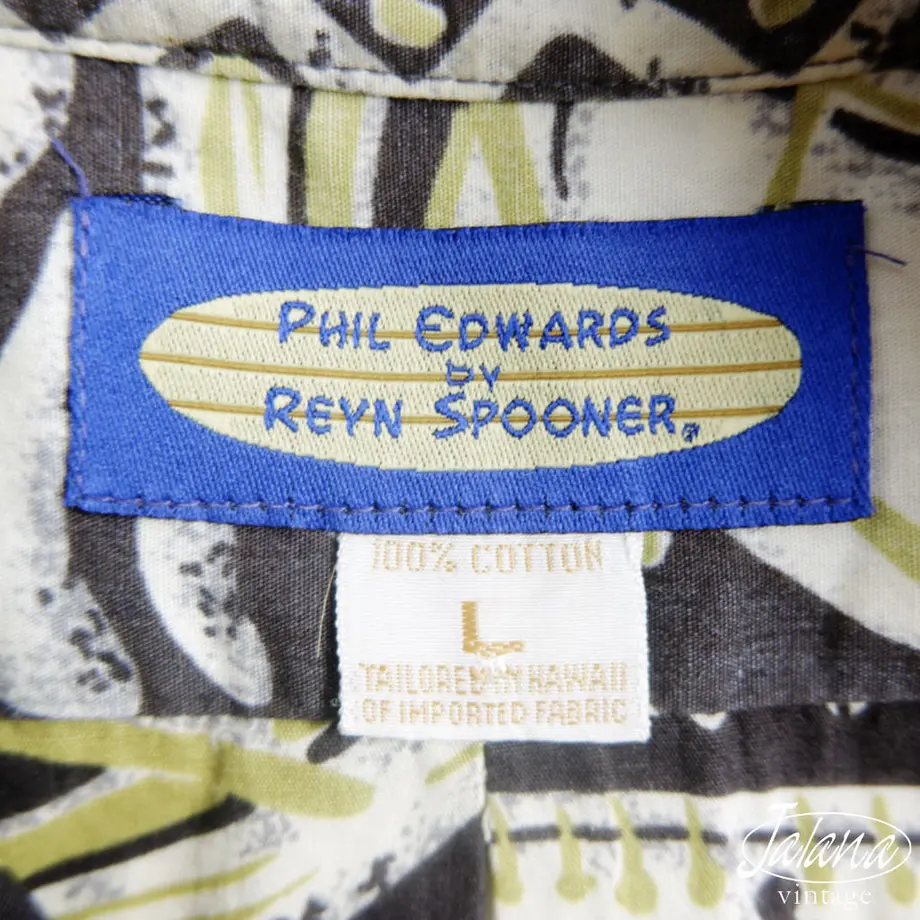 PHIL EDWARDS
BY
REYN SPOONER®
100% COTTON
L
TAILORED IN HAWAII
OF IMPORTED FABRIC
Jalana
vintage